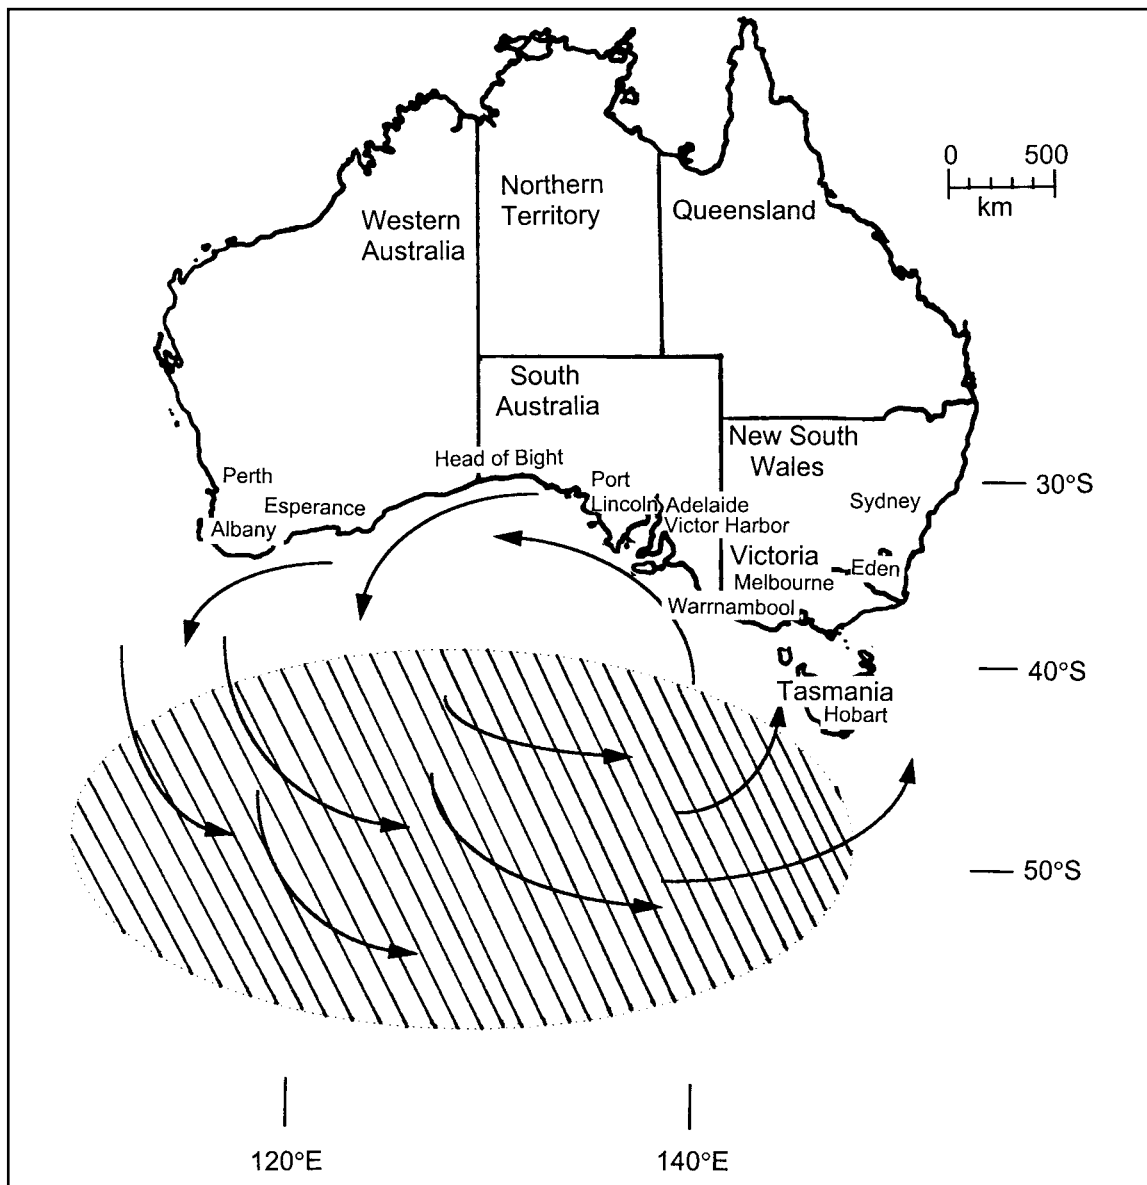 0 500
km
Northern
Territory
Queensland
Western
Australia
South
Australia
New South
Wales
Head of Bight
Perth
Port
Lincoln
Adelaide
30°S
Esperance
Sydney
Albany
Victor Harbor
Victoria
Eden
Melbourne
Warrnambool
40°S
Tasmania
Hobart
50°S
120°E
140°E